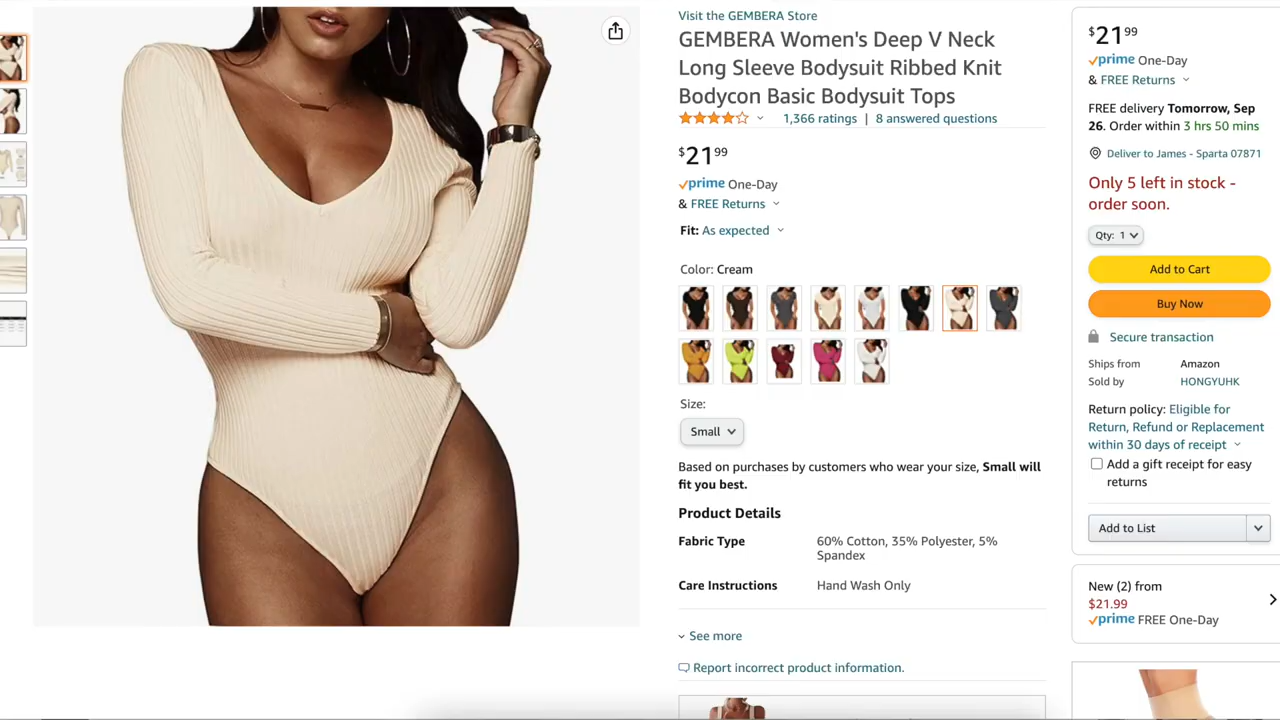 Visit the GEMBERA Store
GEMBERA Women's Deep V Neck
Long Sleeve Bodysuit Ribbed Knit
Bodycon Basic Bodysuit Tops
1,366 ratings | 8 answered questions
$21 99
prime One-Day
& FREE Returns
Fit: As expected
Color: Cream
Size:
Small
Based on purchases by customers who wear your size, Small will
fit you best.
Product Details
Fabric Type 60% Cotton, 35% Polyester, 5%
Spandex
Care Instructions Hand Wash Only
See more
Report incorrect product information.
$21 99
prime One-Day
& FREE Returns
FREE delivery Tomorrow, Sep
26. Order within 3 hrs 50 mins
Deliver to James - Sparta 07871
Only 5 left in stock -
order soon.
Qty: 1
Add to Cart
Buy Now
Secure transaction
Ships from Amazon
Sold by HONGYUHK
Return policy: Eligible for
Return, Refund or Replacement
within 30 days of receipt
Add a gift receipt for easy
returns
Add to List
New (2) from
$21.99
prime FREE One-Day